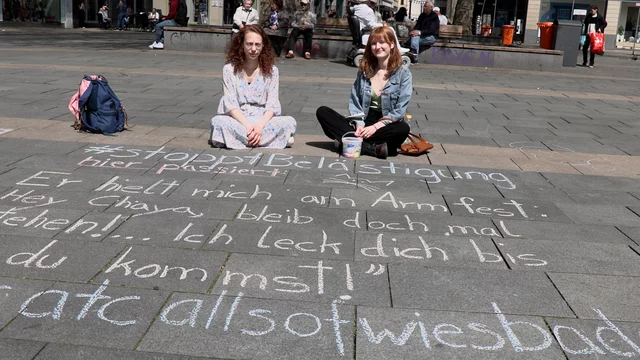 #stopptBelästigung
hier passiert
Er hielt mich am Arm fest:
Hey Chaya, bleib doch mal
tehen!... Ich leck dich bis
du kommst!"
catcallsofwiesbad